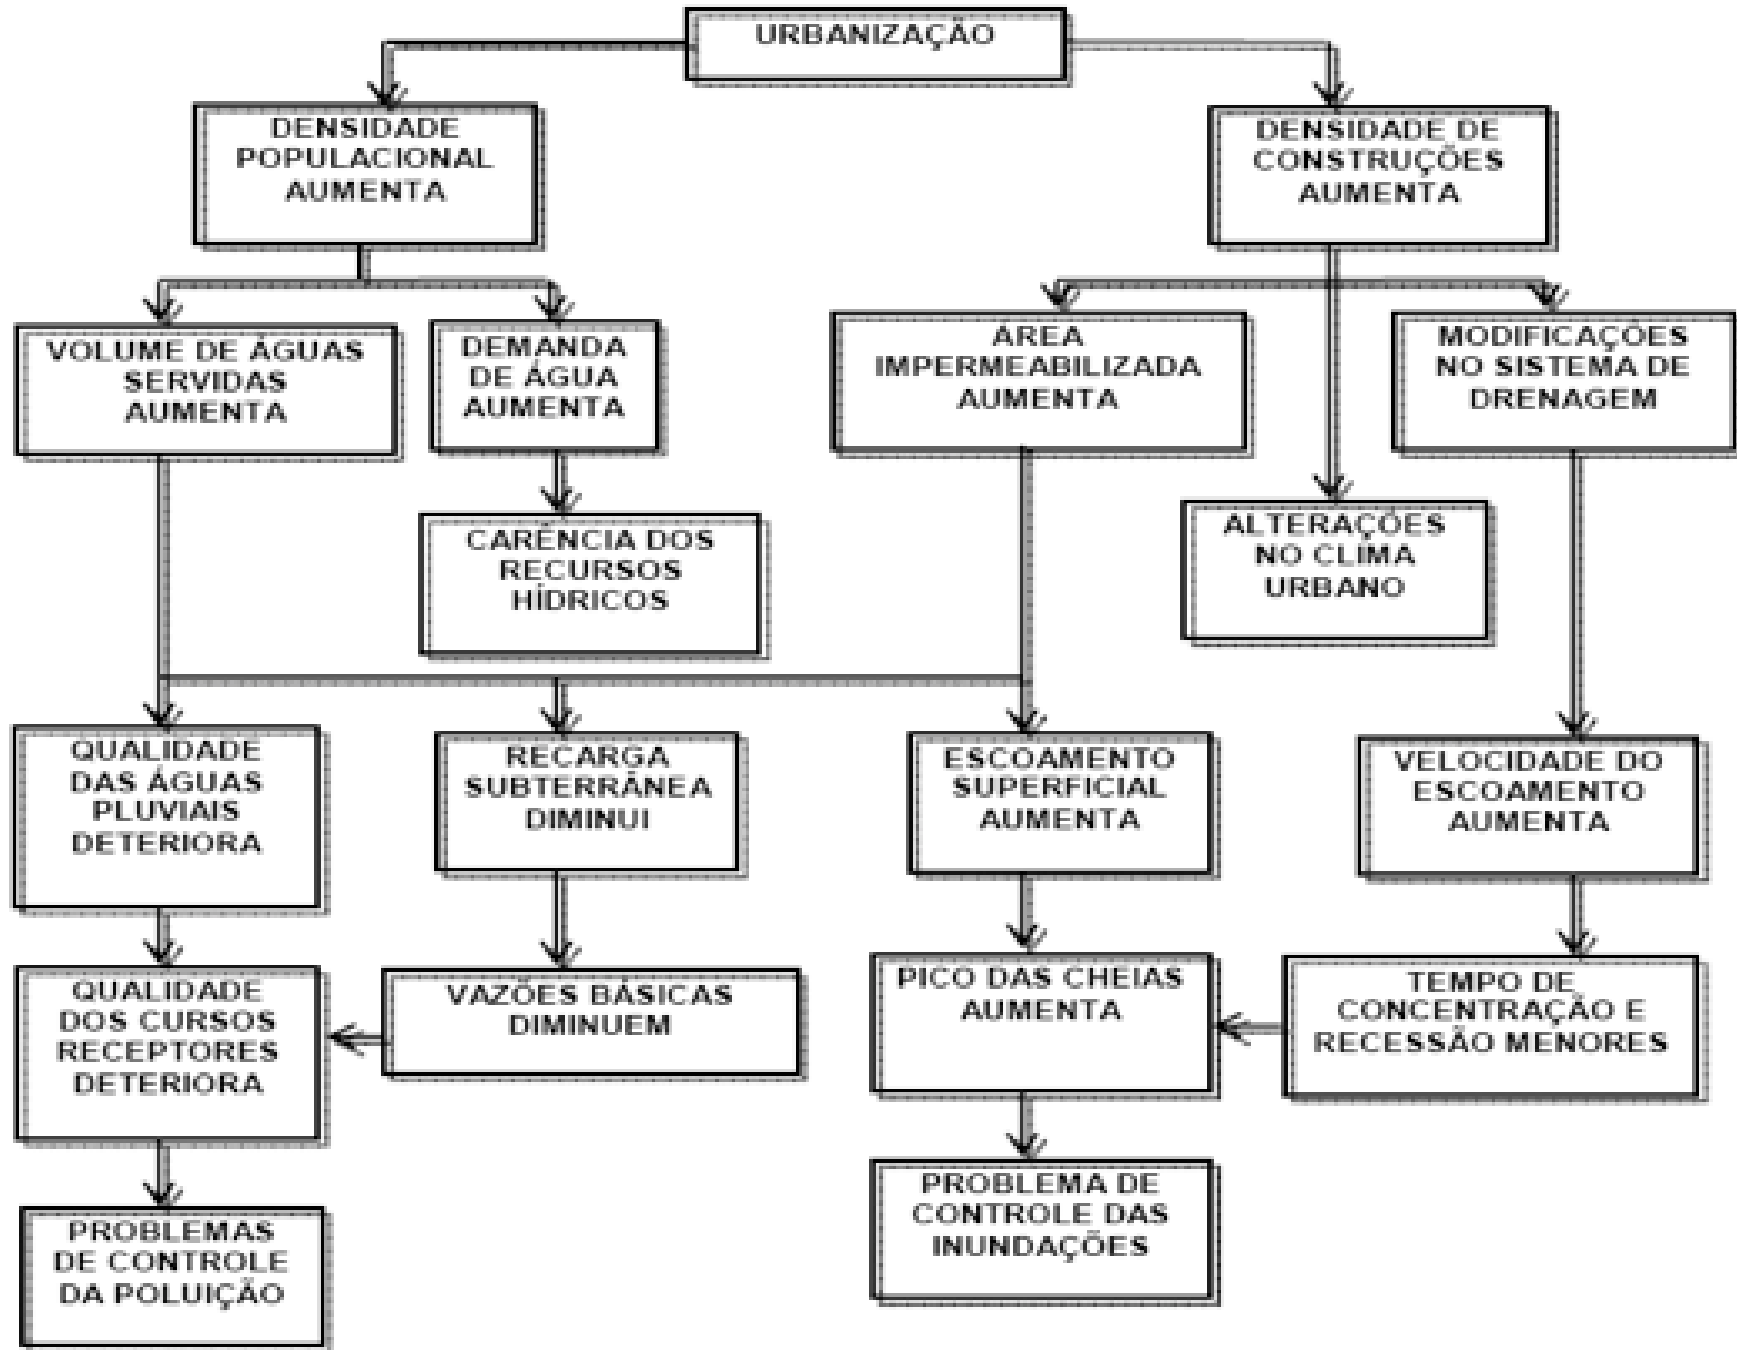 URBANIZAÇÃO
DENSIDADE
POPULACIONAL
AUMENTA
DENSIDADE DE
CONSTRUÇÕES
AUMENTA
VOLUME DE ÁGUAS
SERVIDAS
AUMENTA
DEMANDA
DE ÁGUA
AUMENTA
ÁREA
IMPERMEABILIZADA
AUMENTA
MODIFICAÇÕES
NO SISTEMA DE
DRENAGEM
CARÊNCIA DOS
RECURSOS
HÍDRICOS
ALTERAÇÕES
NO CLIMA
URBANO
QUALIDADE
DAS ÁGUAS
PLUVIAIS
DETERIORA
RECARGA
SUBTERRÂNEA
DIMINUI
ESCOAMENTO
SUPERFICIAL
AUMENTA
VELOCIDADE DO
ESCOAMENTO
AUMENTA
QUALIDADE
DOS CURSOS
RECEPTORES
DETERIORA
VAZÕES BÁSICAS
DIMINUEM
PICO DAS CHEIAS
AUMENTA
TEMPO DE
CONCENTRAÇÃO E
RECESSÃO MENORES
PROBLEMAS
DE CONTROLE
DA POLUIÇÃO
PROBLEMA DE
CONTROLE DAS
INUNDAÇÕES